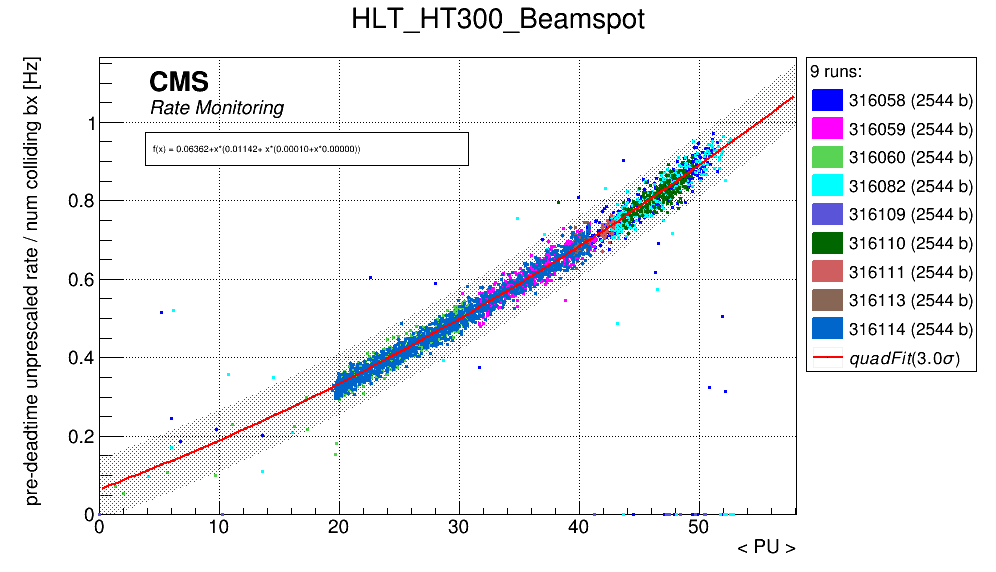 HLT_HT300_Beamspot
pre-deadtime unprescaled rate / num colliding bx [Hz]
CMS
Rate Monitoring
f(x) = 0.06362+x*(0.01142+ x*(0.00010+x*0.00000))
1
0.8
0.6
0.4
0.2
0
0 10 20 30 40 50
< PU >
9 runs:
316058 (2544 b)
316059 (2544 b)
316060 (2544 b)
316082 (2544 b)
316109 (2544 b)
316110 (2544 b)
316111 (2544 b)
316113 (2544 b)
316114 (2544 b)
quadFit(3.0σ)